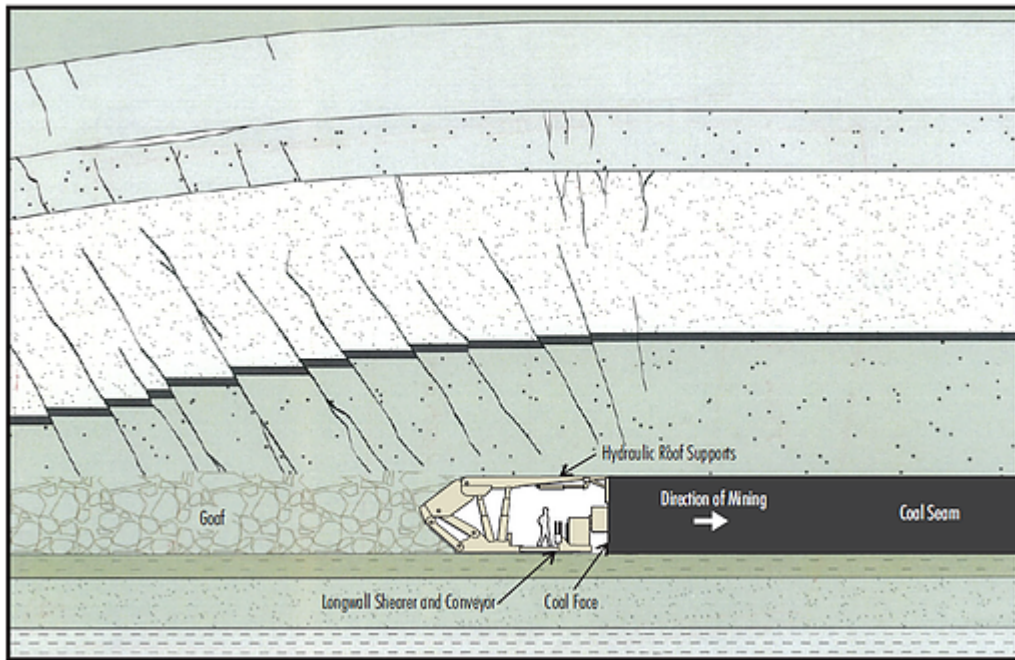 Hydraulic Roof Supports
Direction of Mining
Coal Seam
Goaf
Longwall Shearer and Conveyor
Coal Face